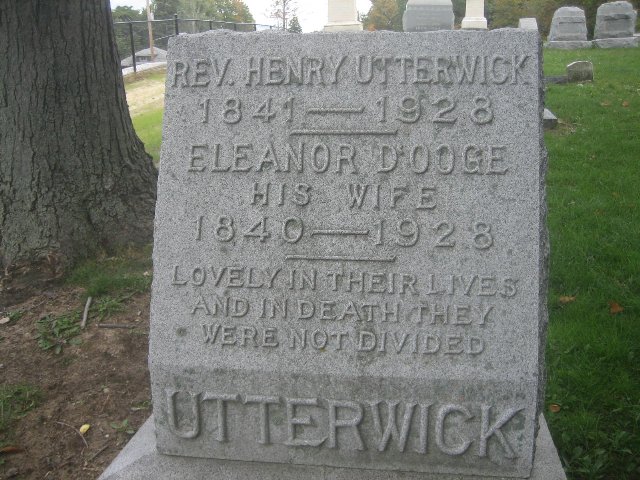 REV. HENRY UTTERWICK
1841 — 1928
ELEANOR D'OOGE
HIS WIFE
1840 — 1928
LOVELY IN THEIR LIVES
AND IN DEATH THEY
WERE NOT DIVIDED
UTTERWICK